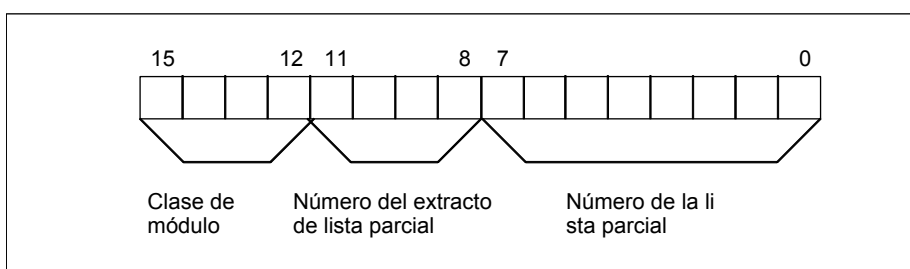 15 12 11 8 7 0
Clase de
módulo
Número del extracto
de lista parcial
Número de la li
sta parcial